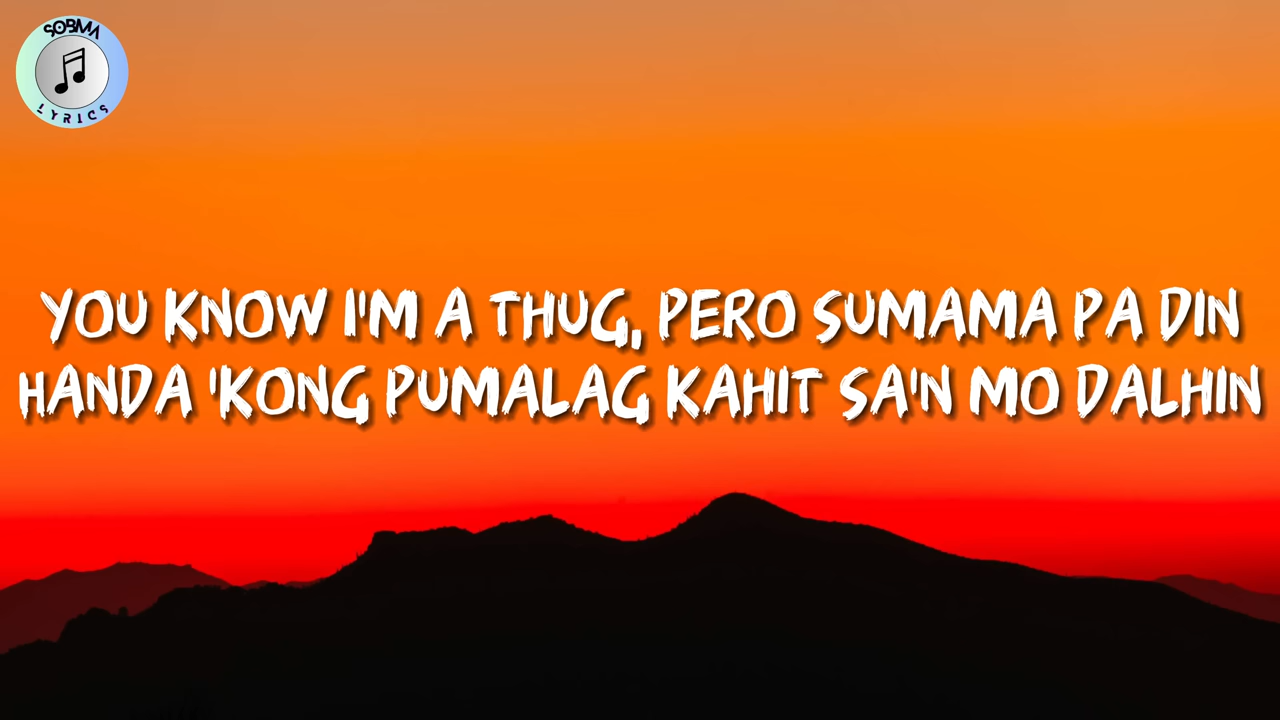 SOBMA
LYRICS
YOU KNOW I'M A THUG, PERO SUMAMA PA DIN
HANDA 'KONG PUMALAG KAHIT SA'N MO DALHIN